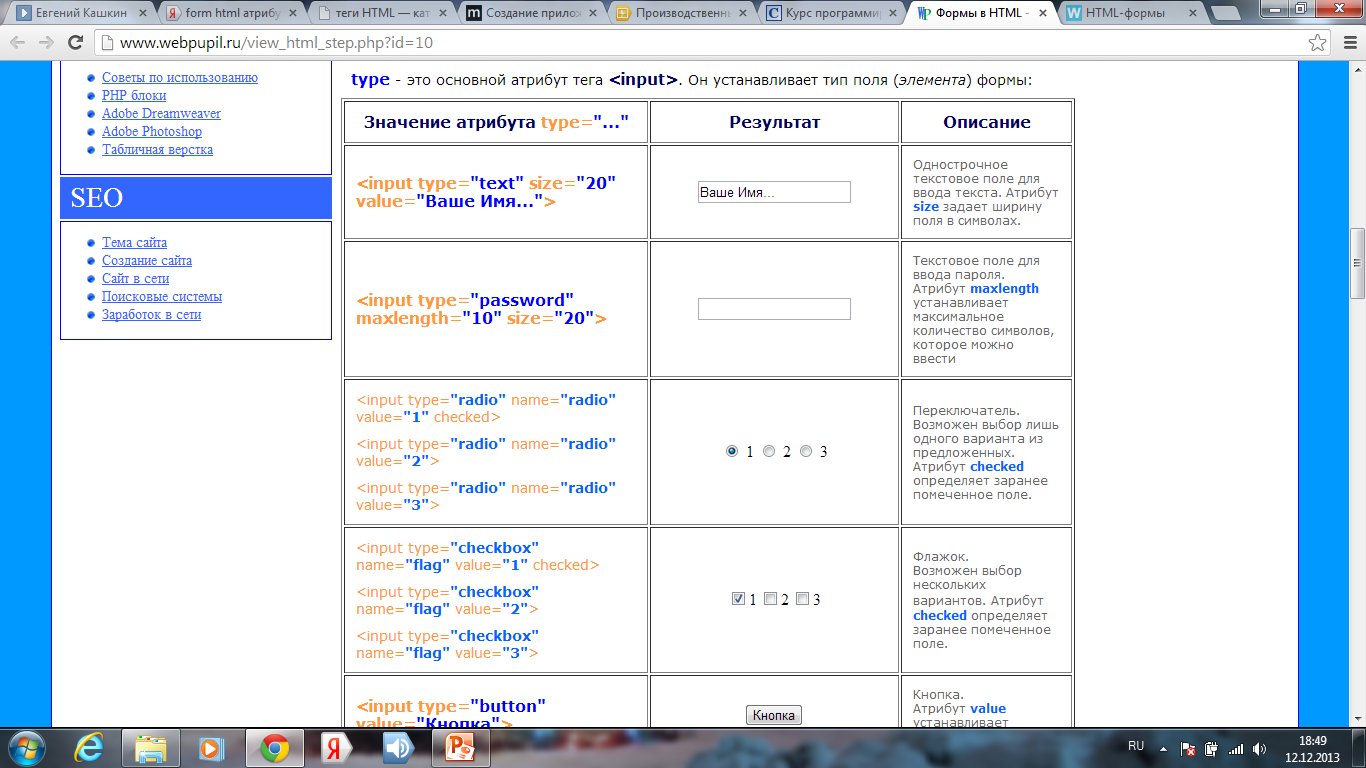 Евгений Кашкин
form html атрибу
теги HTML — кат
Создание прилож
Производственн
Курс программир
Формы в HTML -
HTML-формы
www.webpupil.ru/view_html_step.php?id=10
Советы по использованию
PHP блоки
Adobe Dreamweaver
Adobe Photoshop
Табличная верстка
SEO
Тема сайта
Создание сайта
Сайт в сети
Поисковые системы
Заработок в сети
type - это основной атрибут тега <input>. Он устанавливает тип поля (элемента) формы:
Значение атрибута type="..."
Результат
Описание
<input type="text" size="20"
value="Ваше Имя...">
Ваше Имя...
Однострочное
текстовое поле для
ввода текста. Атрибут
size задает ширину
поля в символах.
<input type="password"
maxlength="10" size="20">
Текстовое поле для
ввода пароля.
Атрибут maxlength
устанавливает
максимальное
количество символов,
которое можно
ввести
<input type="radio" name="radio"
value="1" checked>
<input type="radio" name="radio"
value="2">
<input type="radio" name="radio"
value="3">
1 2 3
Переключатель.
Возможен выбор лишь
одного варианта из
предложенных.
Атрибут checked
определяет заранее
помеченное поле.
<input type="checkbox"
name="flag" value="1" checked>
<input type="checkbox"
name="flag" value="2">
<input type="checkbox"
name="flag" value="3">
1 2 3
Флажок.
Возможен выбор
нескольких
вариантов. Атрибут
checked определяет
заранее помеченное
поле.
<input type="button"
value="Кнопка">
Кнопка
Кнопка.
Атрибут value
устанавливает
RU
18:49
12.12.2013